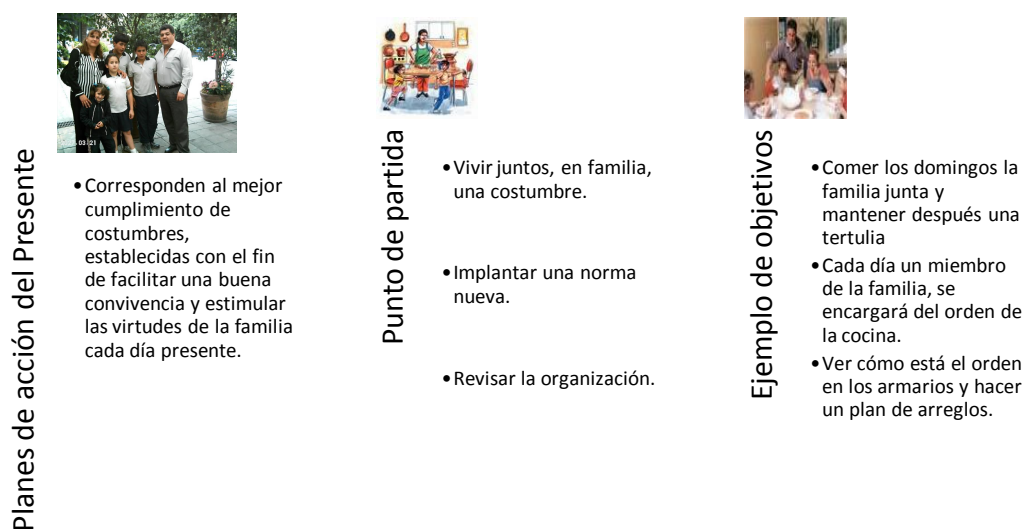 Planes de acción del Presente
•Corresponden al mejor
cumplimiento de
costumbres,
establecidas con el fin
de facilitar una buena
convivencia y estimular
las virtudes de la familia
cada día presente.
Punto de partida
•Vivir juntos, en familia,
una costumbre.
•Implantar una norma
nueva.
•Revisar la organización.
Ejemplo de objetivos
•Comer los domingos la
familia junta y
mantener después una
tertulia
•Cada día un miembro
de la familia, se
encargará del orden de
la cocina.
•Ver cómo está el orden
en los armarios y hacer
un plan de arreglos.